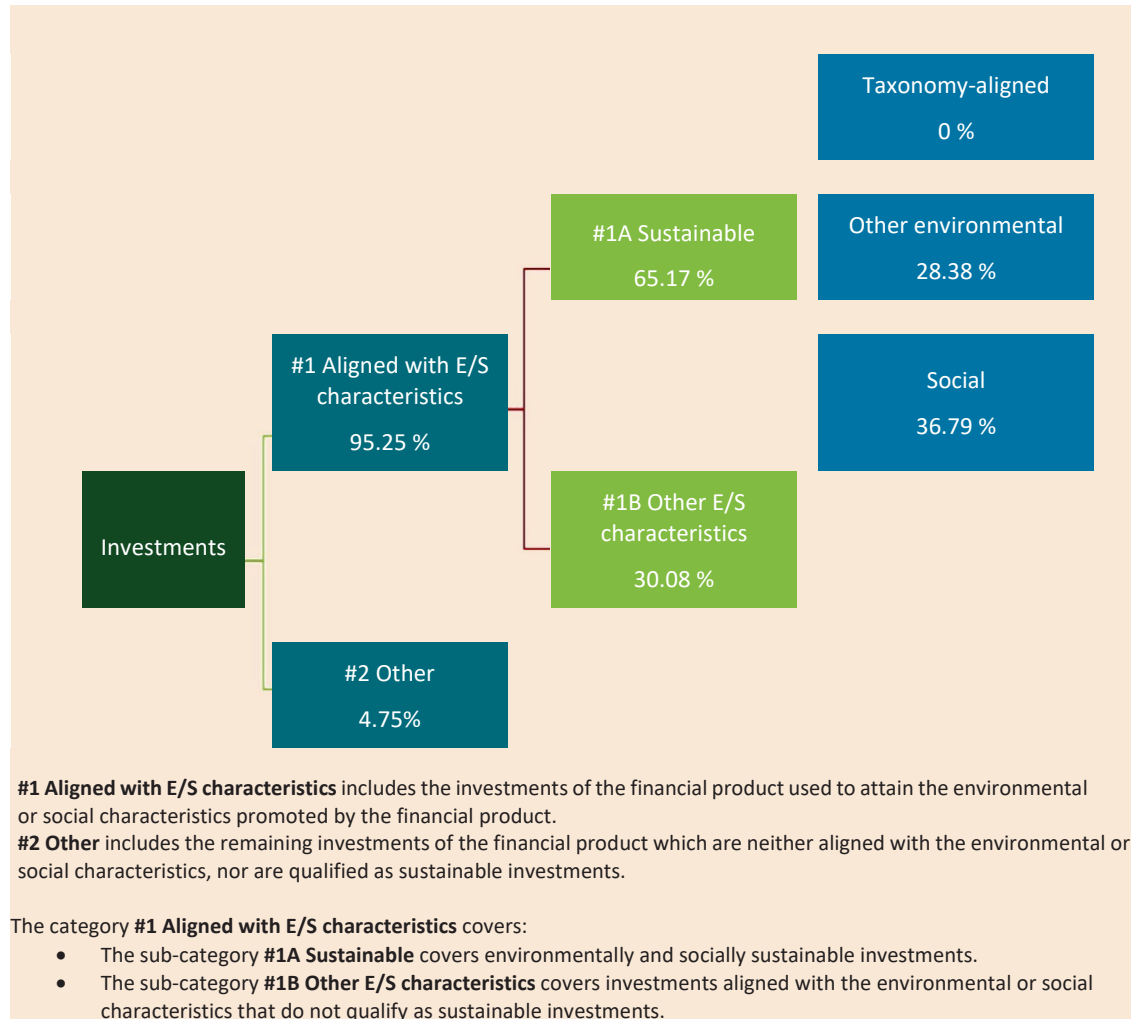 Taxonomy-aligned
0 %
#1A Sustainable
65.17 %
Other environmental
28.38 %
#1 Aligned with E/S
characteristics
95.25 %
Social
36.79 %
Investments
#1B Other E/S
characteristics
30.08 %
#2 Other
4.75%
#1 Aligned with E/S characteristics includes the investments of the financial product used to attain the environmental
or social characteristics promoted by the financial product.
#2 Other includes the remaining investments of the financial product which are neither aligned with the environmental or
social characteristics, nor are qualified as sustainable investments.
The category #1 Aligned with E/S characteristics covers:
• The sub-category #1A Sustainable covers environmentally and socially sustainable investments.
• The sub-category #1B Other E/S characteristics covers investments aligned with the environmental or social
characteristics that do not qualify as sustainable investments.